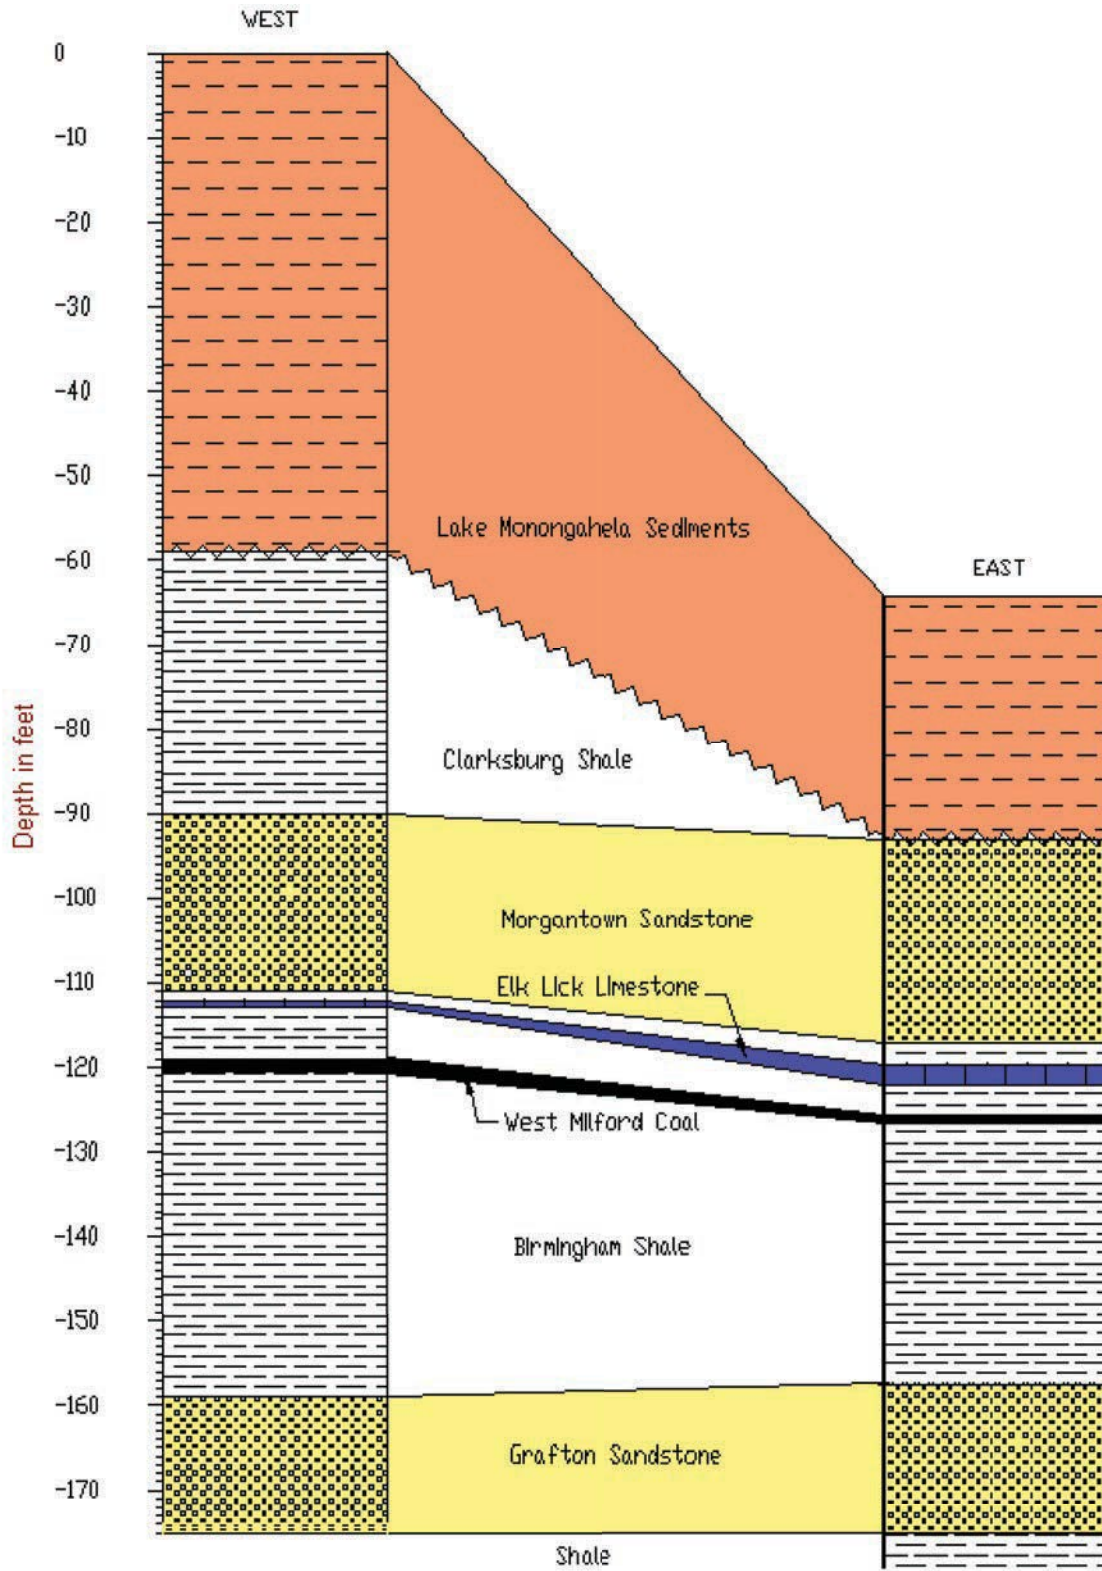 WEST
0
-10
-20
-30
-40
-50
Lake Monongahela Sediments
-60
EAST
-70
Depth in feet
-80
Clarksburg Shale
-90
-100
Morgantown Sandstone
-110
Elk Lick Limestone
-120
West Milford Coal
-130
-140
Birmingham Shale
-150
-160
Grafton Sandstone
-170
Shale